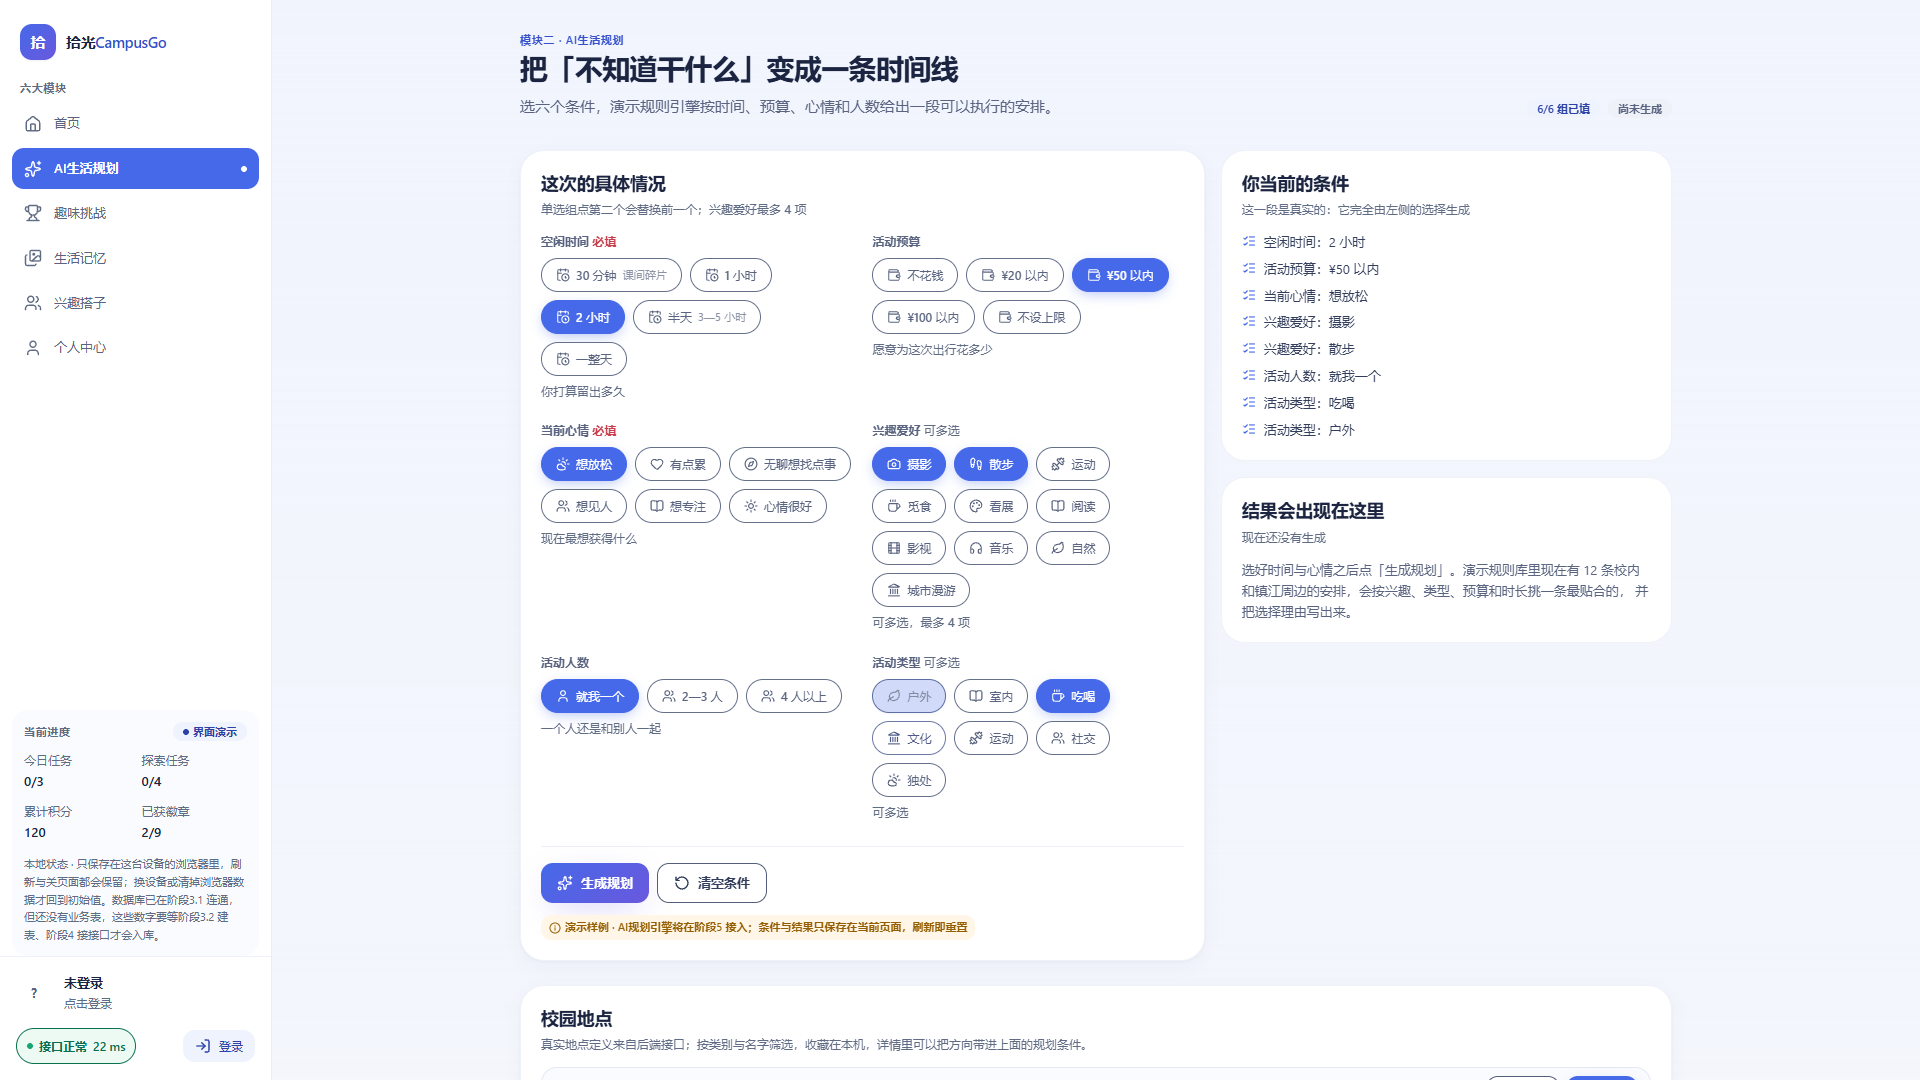 拾
拾光CampusGo
六大模块
首页
AI生活规划
趣味挑战
生活记忆
兴趣搭子
个人中心
当前进度
界面演示
今日任务
探索任务
0/3
0/4
累计积分
已获徽章
120
2/9
本地状态 · 只保存在这台设备的浏览器里，刷
新与关页面都会保留；换设备或清掉浏览器数
据才回到初始值。数据库已在阶段3.1 连通，
但还没有业务表，这些数字要等阶段3.2 建
表、阶段4 接接口才会入库。
?
未登录
点击登录
接口正常 22 ms
登录
模块二 · AI生活规划
把「不知道干什么」变成一条时间线
选六个条件，演示规则引擎按时间、预算、心情和人数给出一段可以执行的安排。
6/6 组已填
尚未生成
这次的具体情况
单选组点第二个会替换前一个；兴趣爱好最多 4 项
空闲时间 必填
30 分钟 课间碎片
1 小时
2 小时
半天 3—5 小时
一整天
你打算留出多久
活动预算
不花钱
¥20 以内
¥50 以内
¥100 以内
不设上限
愿意为这次出行花多少
当前心情 必填
想放松
有点累
无聊想找点事
想见人
想专注
心情很好
现在最想获得什么
兴趣爱好 可多选
摄影
散步
运动
觅食
看展
阅读
影视
音乐
自然
城市漫游
可多选，最多 4 项
活动人数
就我一个
2—3 人
4 人以上
一个人还是和别人一起
活动类型 可多选
户外
室内
吃喝
文化
运动
社交
独处
可多选
生成规划
清空条件
演示样例 · AI规划引擎将在阶段5 接入；条件与结果只保存在当前页面，刷新即重置
你当前的条件
这一段是真实的：它完全由左侧的选择生成
空闲时间：2 小时
活动预算：¥50 以内
当前心情：想放松
兴趣爱好：摄影
兴趣爱好：散步
活动人数：就我一个
活动类型：吃喝
活动类型：户外
结果会出现在这里
现在还没有生成
选好时间与心情之后点「生成规划」。演示规则库里现在有 12 条校内
和镇江周边的安排，会按兴趣、类型、预算和时长挑一条最贴合的， 并
把选择理由写出来。
校园地点
真实地点定义来自后端接口；按类别与名字筛选，收藏在本机，详情里可以把方向带进上面的规划条件。